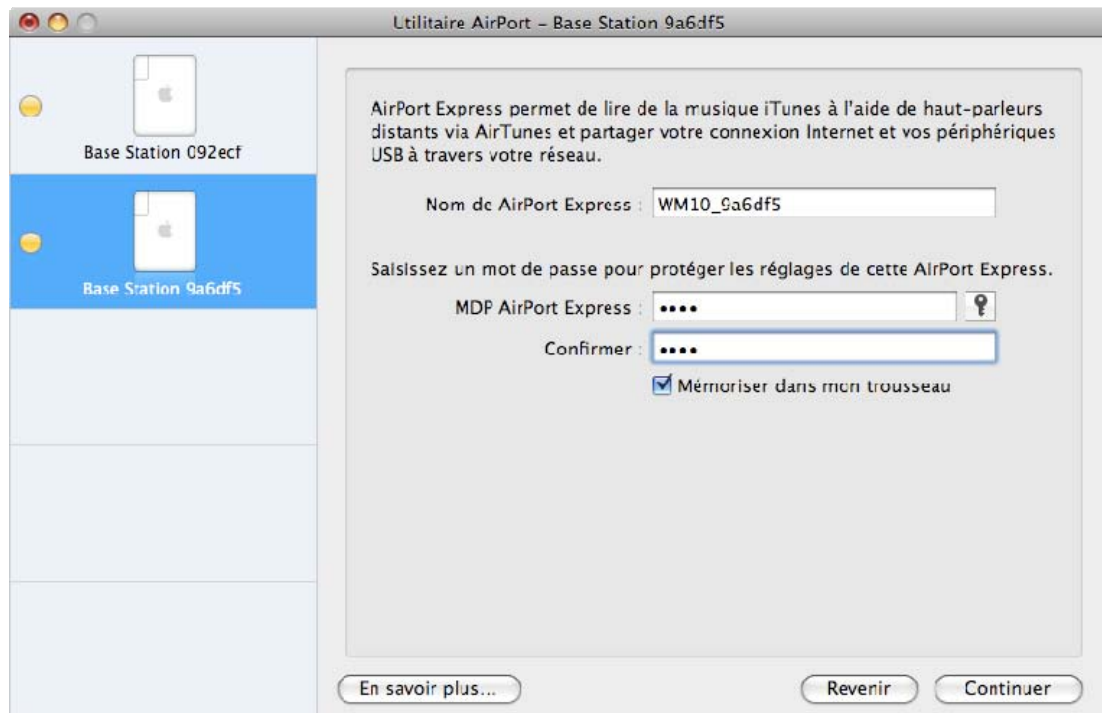 Utilitaire AirPort – Base Station 9a6df5
Base Station 092ecf
Base Station 9a6df5
AirPort Express permet de lire de la musique iTunes à l'aide de haut-parleurs
distants via AirTunes et partager votre connexion Internet et vos périphériques
USB à travers votre réseau.
Nom de AirPort Express : WM10_9a6df5
Saisissez un mot de passe pour protéger les réglages de cette AirPort Express.
MDP AirPort Express : ••••
Confirmer : ••••
Mémoriser dans mon trousseau
En savoir plus...
Revenir
Continuer